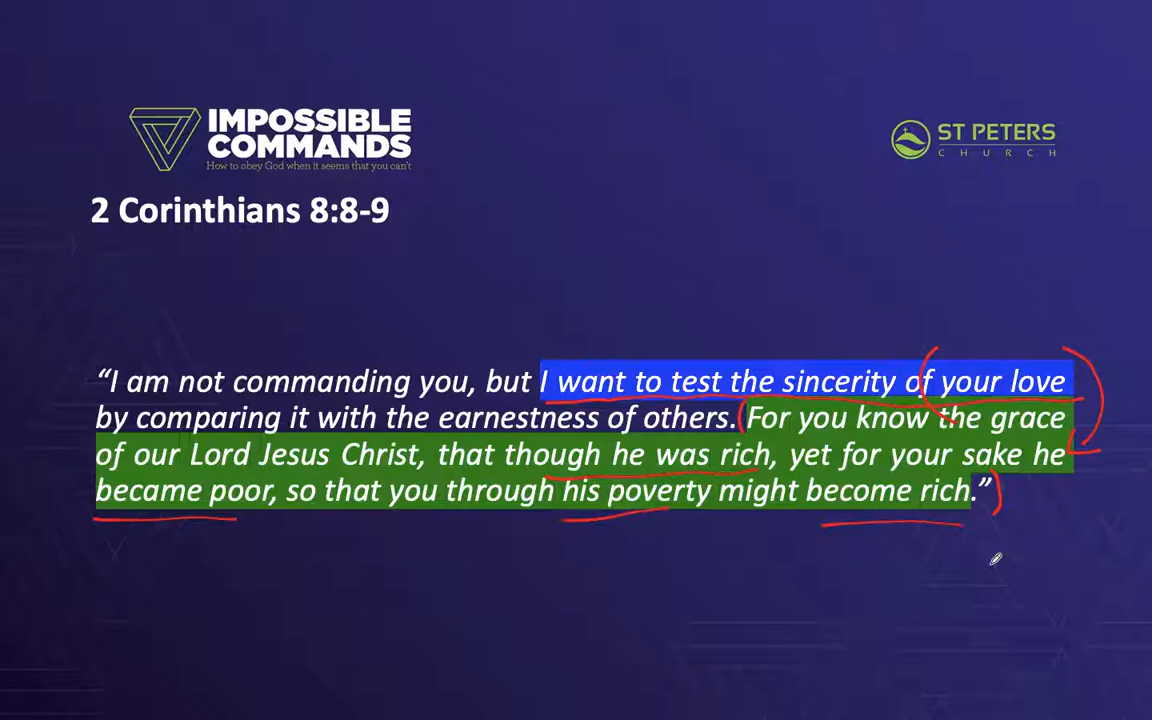 IMPOSSIBLE
COMMANDS
How to obey God when it seems that you can't
ST PETERS
CHURCH
2 Corinthians 8:8-9
“I am not commanding you, but I want to test the sincerity of your love
by comparing it with the earnestness of others. For you know the grace
of our Lord Jesus Christ, that though he was rich, yet for your sake he
became poor, so that you through his poverty might become rich.”